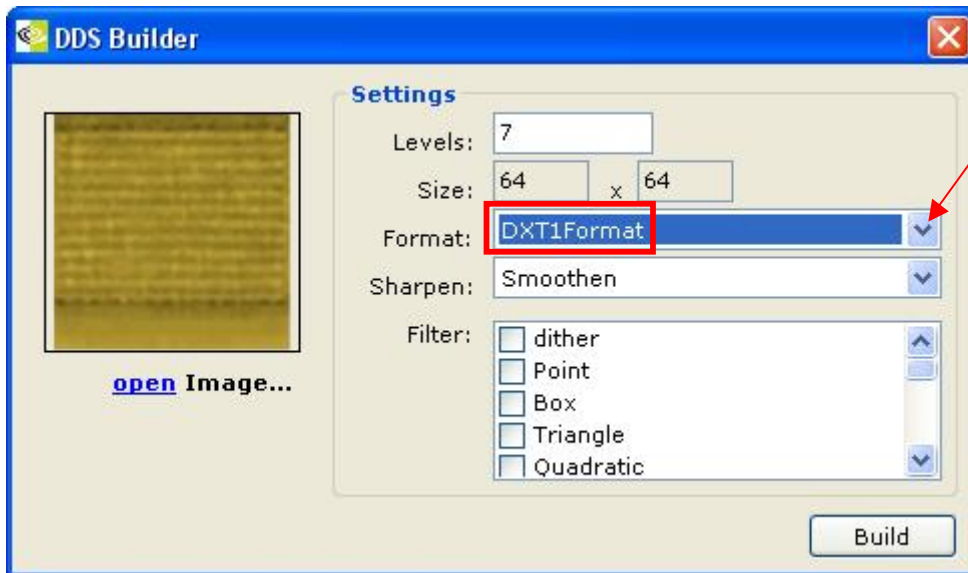 DDS Builder
Settings
Levels: 7
Size: 64 x 64
Format: DXT1Format
Sharpen: Smoothen
Filter: dither
Point
Box
Triangle
Quadratic
open Image...
Build